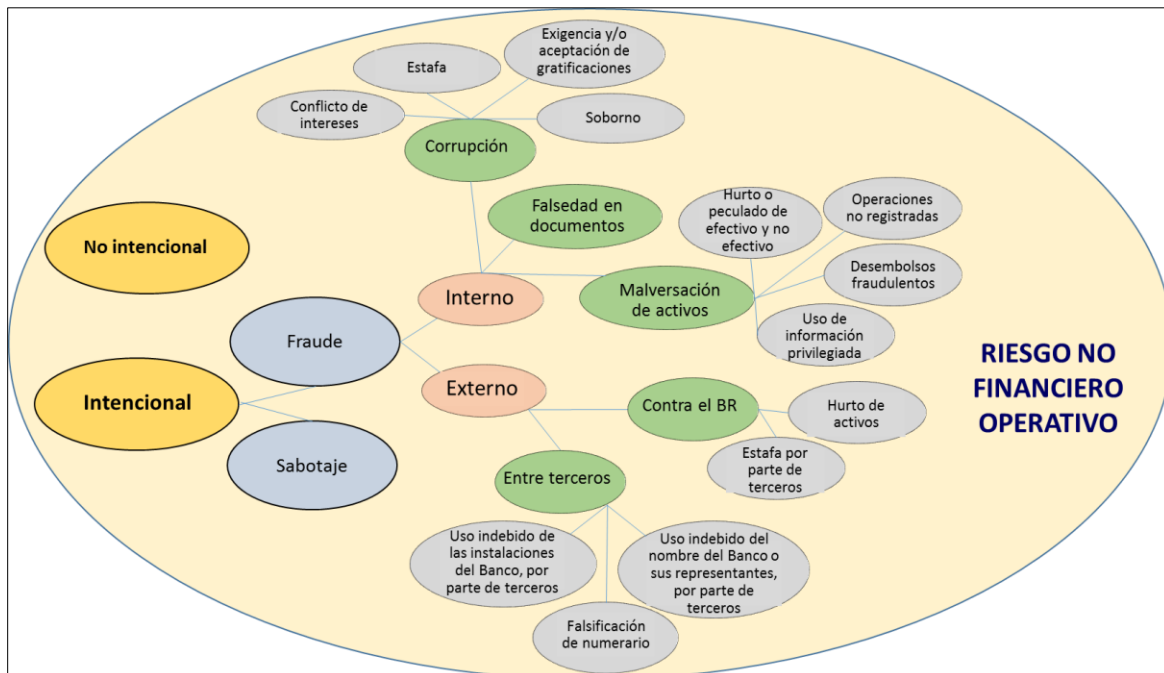 Exigencia y/o
aceptación de
gratificaciones
Estafa
Conflicto de
intereses
Soborno
Corrupción
Falsedad en
documentos
Hurto o
peculado de
efectivo y no
efectivo
Operaciones
no registradas
Desembolsos
fraudulentos
No intencional
Interno
Malversación
de activos
Uso de
información
privilegiada
Fraude
RIESGO NO
FINANCIERO
OPERATIVO
Intencional
Externo
Contra el BR
Hurto de
activos
Estafa por
parte de
terceros
Sabotaje
Entre terceros
Uso indebido de
las instalaciones
del Banco, por
parte de terceros
Uso indebido del
nombre del Banco o
sus representantes,
por parte de
terceros
Falsificación
de numerario